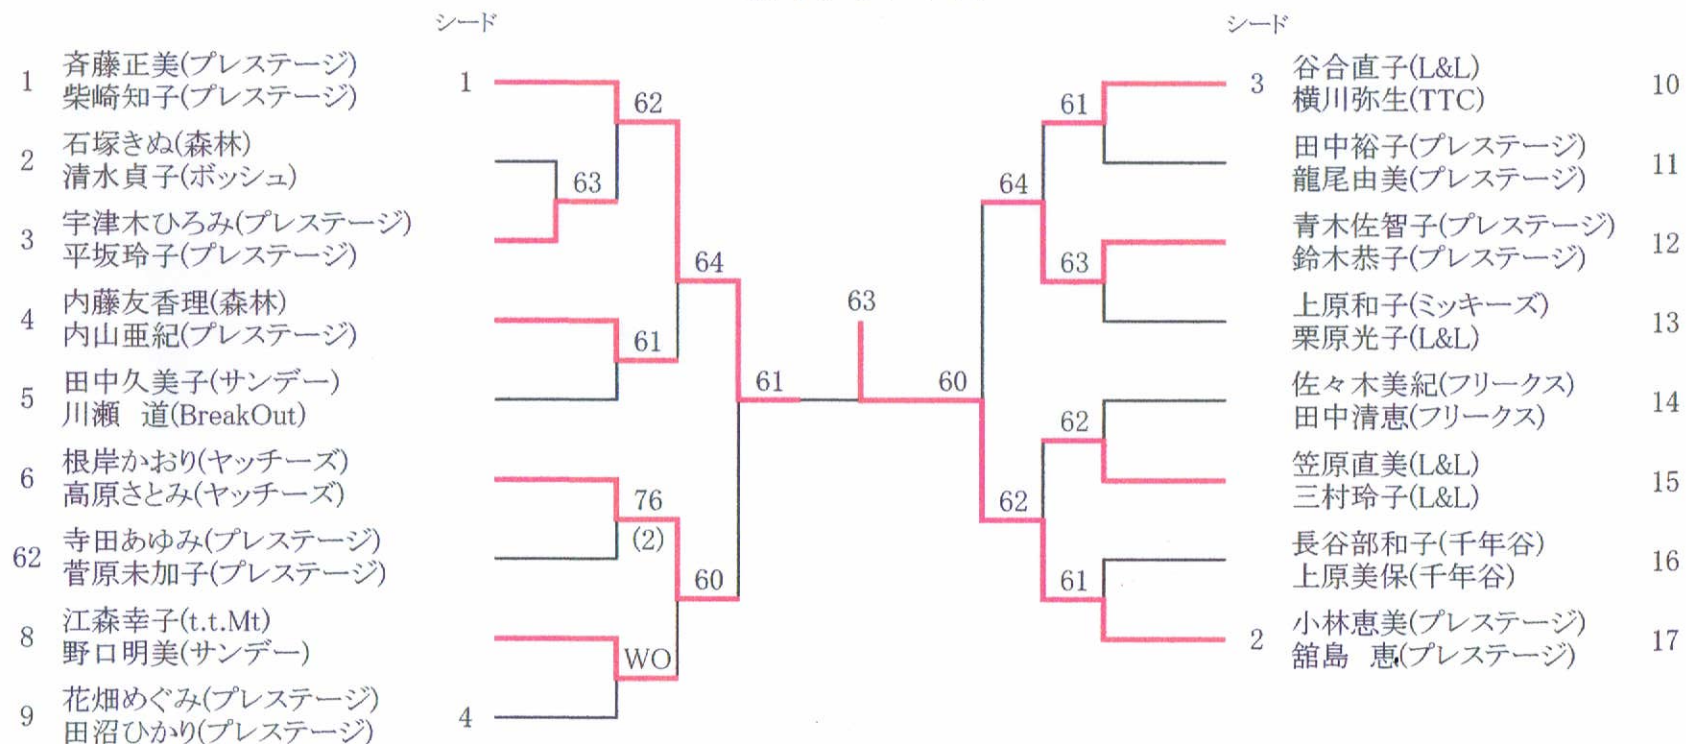 シード
1
斉藤正美(プレステージ)
柴崎知子(プレステージ)
1
62
2
石塚きぬ(森林)
清水貞子(ボッシュ)
63
3
宇津木ひろみ(プレステージ)
平坂玲子(プレステージ)
64
4
内藤友香理(森林)
内山亜紀(プレステージ)
61
5
田中久美子(サンデー)
川瀬 道(BreakOut)
61
6
根岸かおり(ヤッチーズ)
高原さとみ(ヤッチーズ)
76
(2)
62
寺田あゆみ(プレステージ)
菅原未加子(プレステージ)
60
8
江森幸子(t.t.Mt)
野口明美(サンデー)
WO
9
花畑めぐみ(プレステージ)
田沼ひかり(プレステージ)
4
63
シード
3
谷合直子(L&L)
横川弥生(TTC)
10
61
田中裕子(プレステージ)
龍尾由美(プレステージ)
11
64
青木佐智子(プレステージ)
鈴木恭子(プレステージ)
12
63
上原和子(ミッキーズ)
栗原光子(L&L)
13
60
佐々木美紀(フリークス)
田中清恵(フリークス)
14
62
笠原直美(L&L)
三村玲子(L&L)
15
62
長谷部和子(千年谷)
上原美保(千年谷)
16
61
2
小林恵美(プレステージ)
舘島 恵(プレステージ)
17